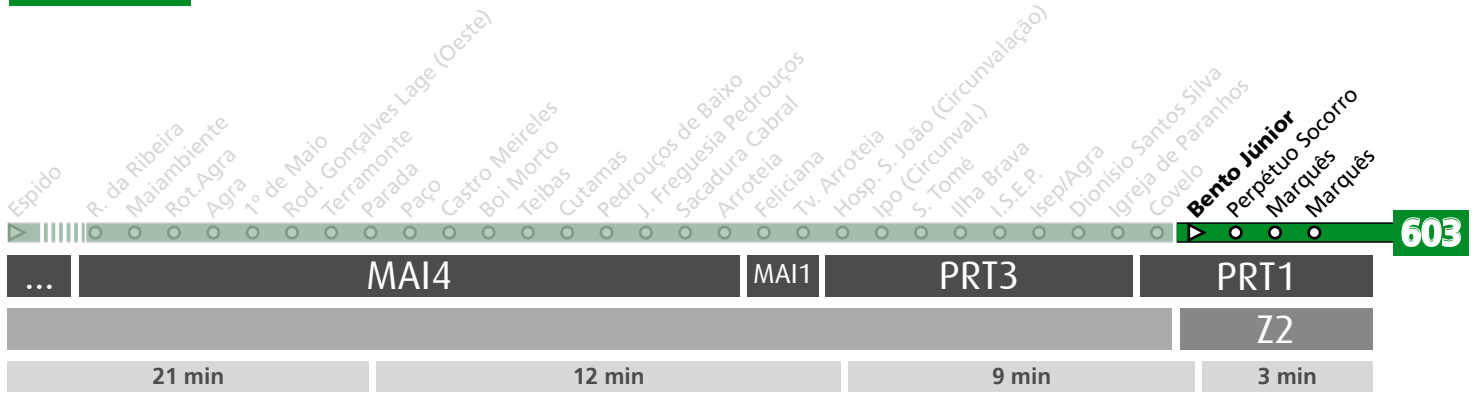 Espido
R. da Ribeira
Maiambiente
Rot.Agra
Agra
1º de Maio
Rod. Gonçalves Lage (Oeste)
Terramonte
Parada
Paço
Castro Meireles
Boi Morto
Teibas
Cutamas
Pedrouços de Baixo
J. Freguesia Pedrouços
Sacadura Cabral
Arroteia
Feliciana
Tv. Arroteia
Hosp. S. João (Circunvalação)
Ipo (Circunval.)
S. Tomé
Ilha Brava
I.S.E.P.
Isep/Agra
Dionísio Santos Silva
Igreja de Paranhos
Covelo
Bento Júnior
Perpétuo Socorro
Marquês
Marquês
603
... MAI4 MAI1 PRT3 PRT1
Z2
21 min 12 min 9 min 3 min